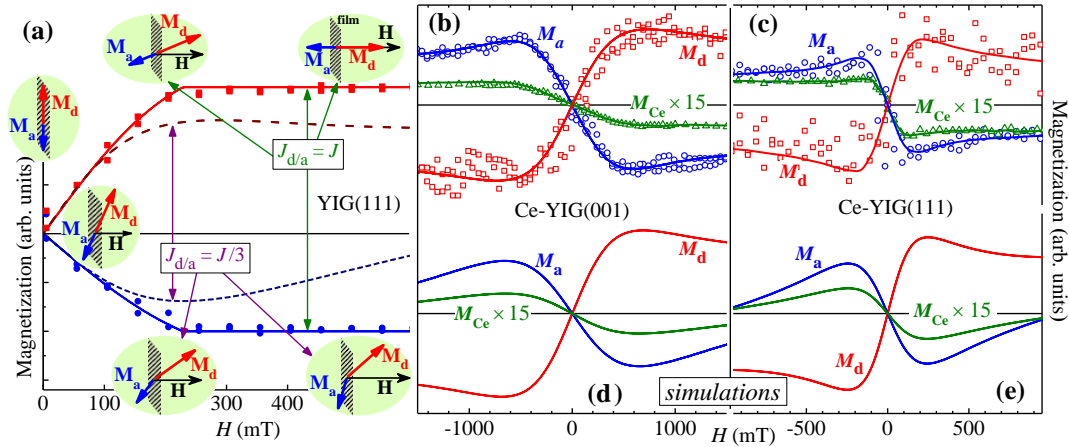 (a)
M_d
M_a
H
film
M_a
M_d
H
M_d
M_a
J_d/a = J
YIG(111)
M_d
M_a
H
J_d/a = J/3
M_d
M_a
H
M_d
M_a
H
Magnetization (arb. units)
0
0 100 200 300 400
H (mT)
(b)
M_a
M_d
M_Ce × 15
Ce-YIG(001)
(c)
M_a
M_Ce × 15
M_d
Ce-YIG(111)
M_a
M_d
M_Ce × 15
(d)
M_a
M_Ce × 15
M_d
(e)
simulations
-1000 0 1000
H (mT)
-500 0 500
Magnetization (arb. units)